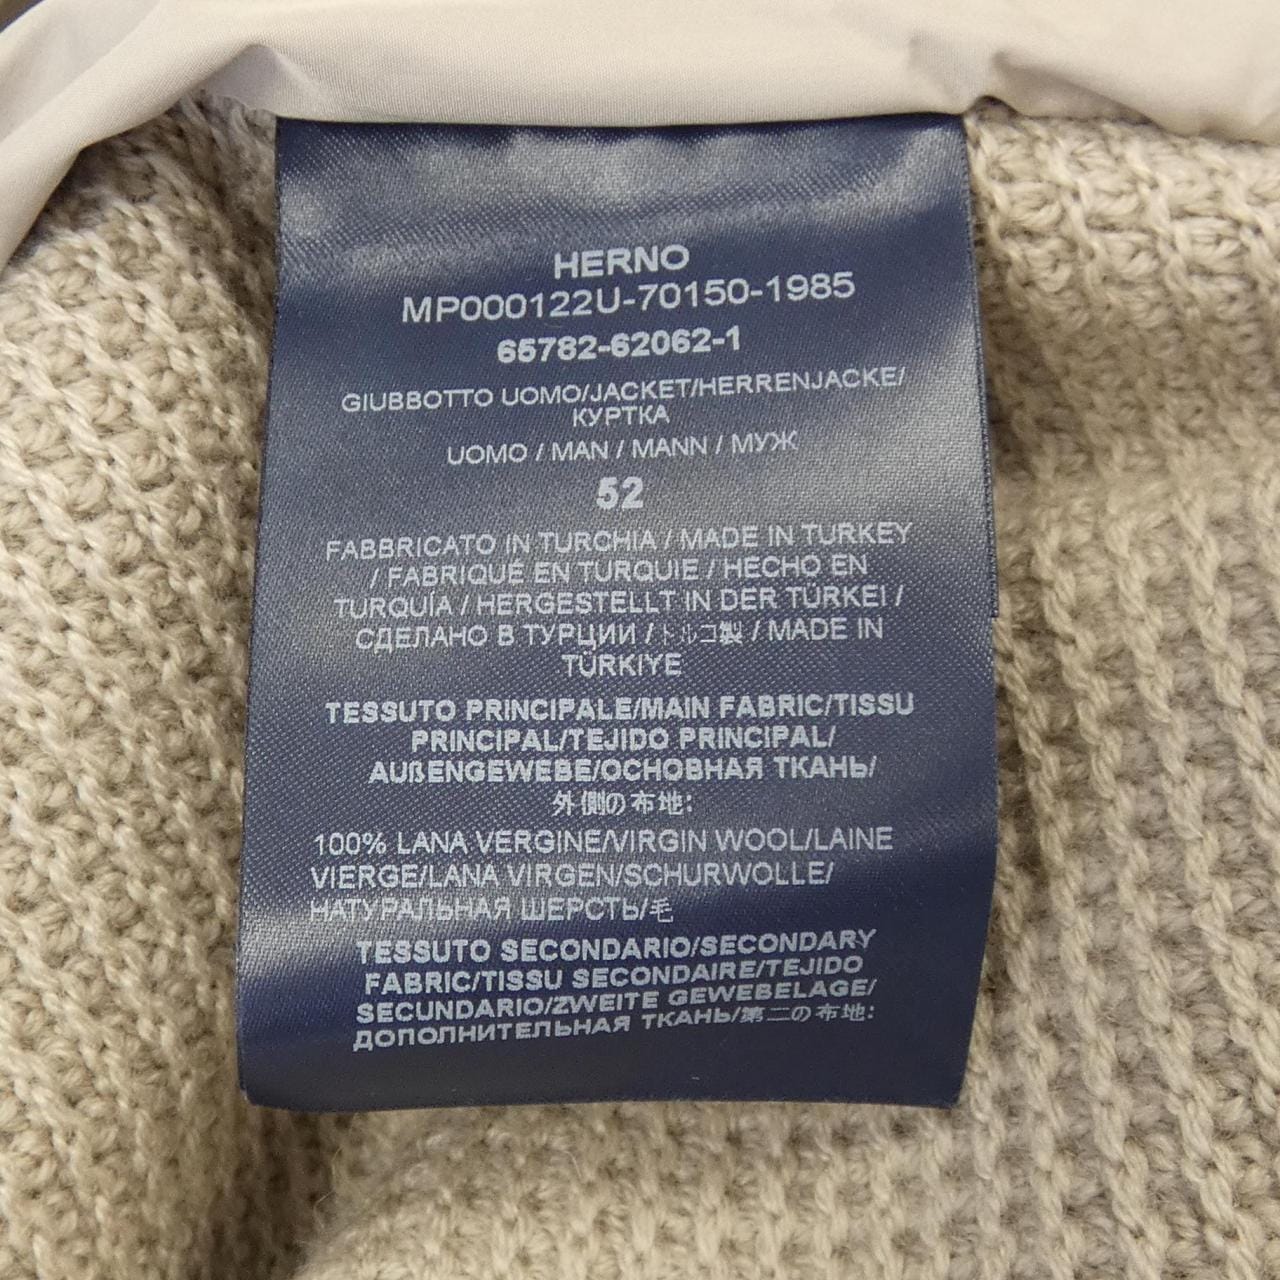 HERNO
MP000122U-70150-1985
65782-62062-1
GIUBBOTTO UOMO/JACKET/HERRENJACKE/
КУРТКА
UOMO / MAN / MANN / МУЖ
52
FABBRICATO IN TURCHIA / MADE IN TURKEY
/ FABRIQUÉ EN TURQUIE / HECHO EN
TURQUÍA / HERGESTELLT IN DER TÜRKEI /
СДЕЛАНО В ТУРЦИИ / トルコ製 / MADE IN
TÜRKIYE
TESSUTO PRINCIPALE/MAIN FABRIC/TISSU
PRINCIPAL/TEJIDO PRINCIPAL/
AUßENGEWEBE/ОСНОВНАЯ ТКАНЬ/
外側の布地:
100% LANA VERGINE/VIRGIN WOOL/LAINE
VIERGE/LANA VIRGEN/SCHURWOLLE/
НАТУРАЛЬНАЯ ШЕРСТЬ/毛
TESSUTO SECONDARIO/SECONDARY
FABRIC/TISSU SECONDAIRE/TEJIDO
SECUNDARIO/ZWEITE GEWEBELAGE/
ДОПОЛНИТЕЛЬНАЯ ТКАНЬ/第二の布地: